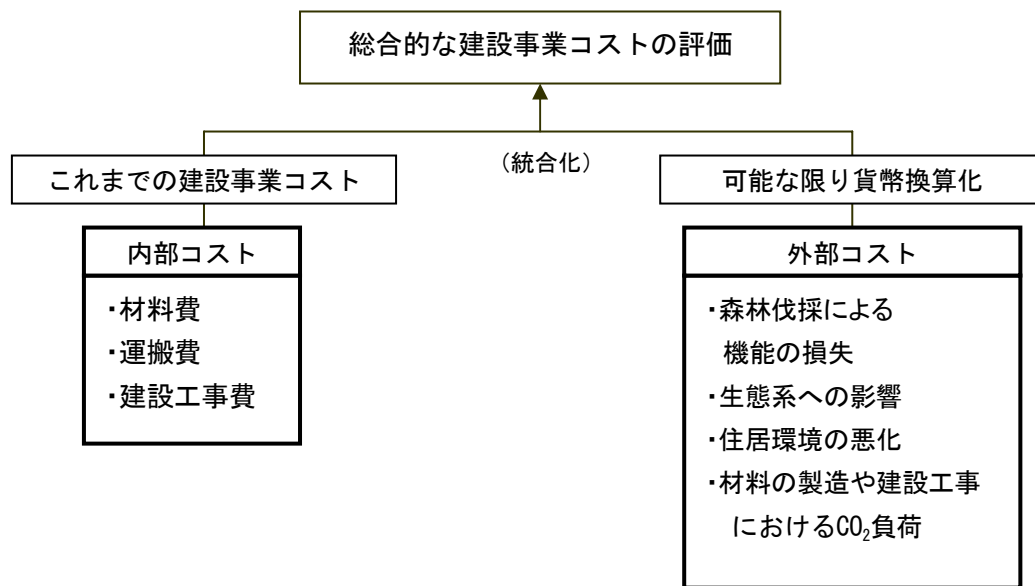 総合的な建設事業コストの評価
(統合化)
これまでの建設事業コスト
内部コスト
・材料費
・運搬費
・建設工事費
可能な限り貨幣換算化
外部コスト
・森林伐採による
機能の損失
・生態系への影響
・住居環境の悪化
・材料の製造や建設工事
におけるCO₂負荷